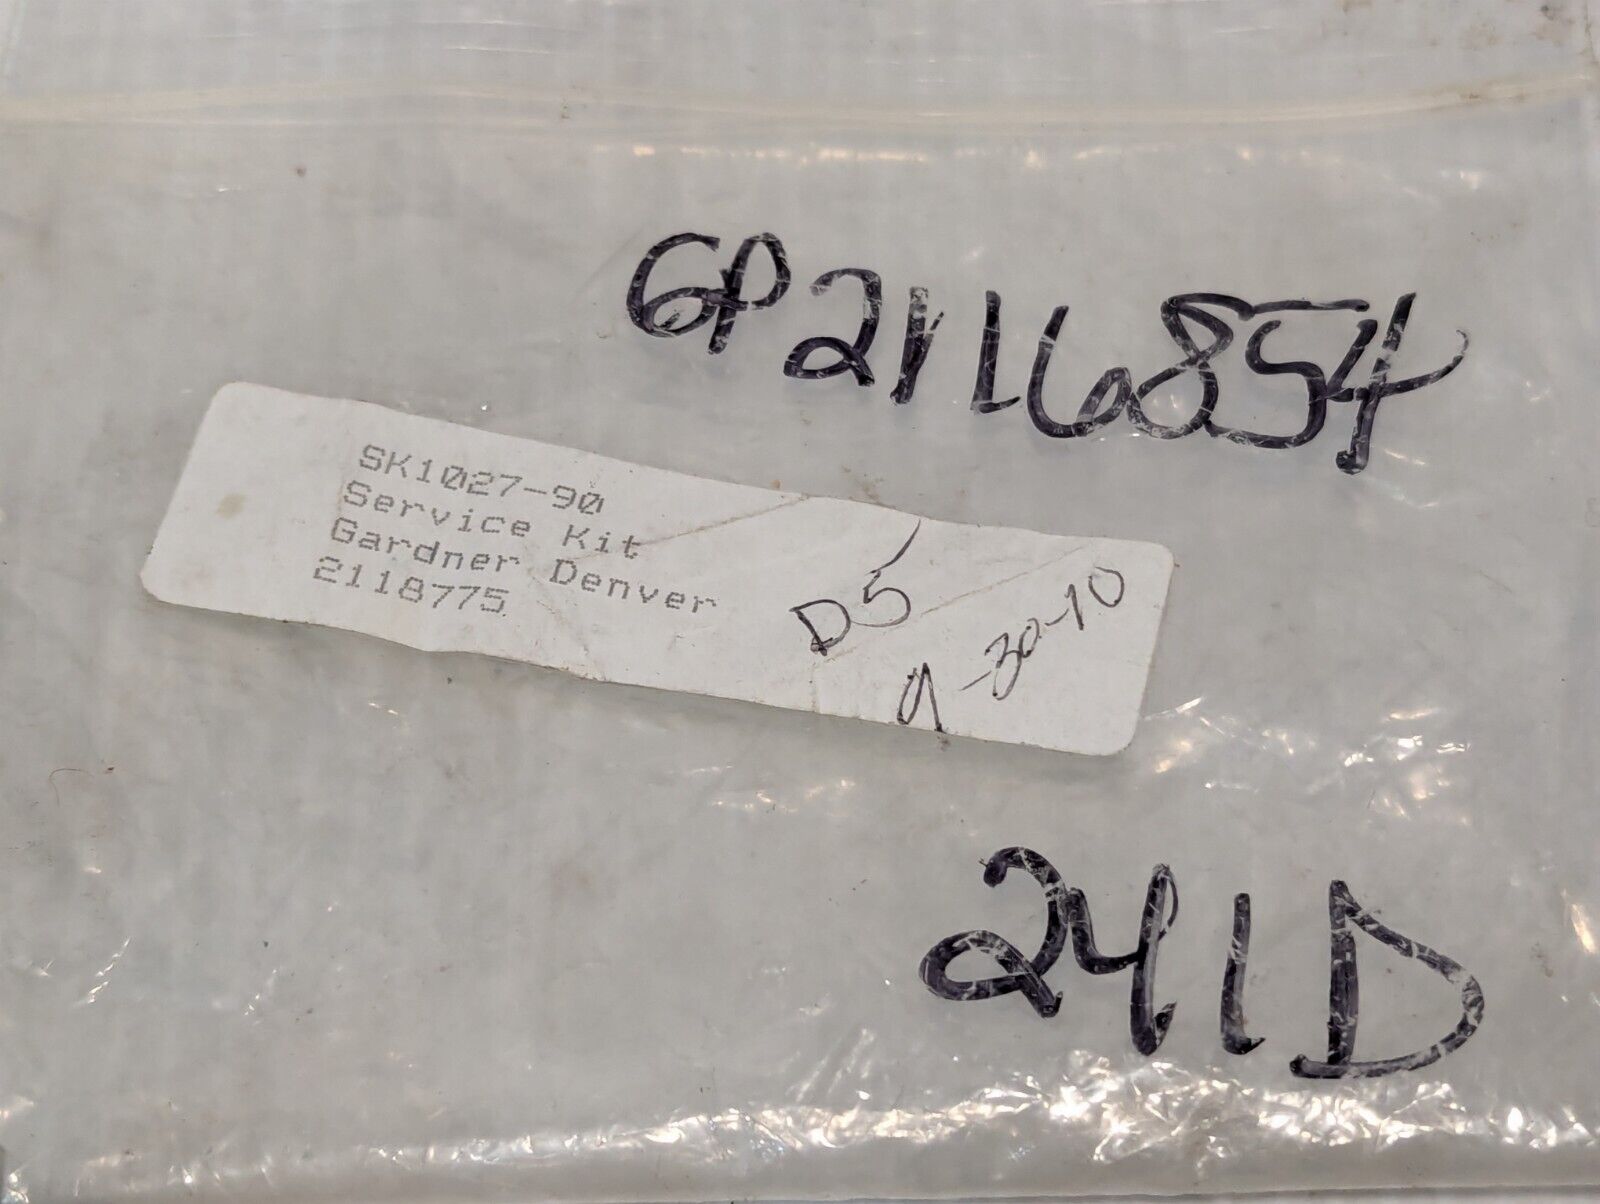 GP2116854
SK1027-90
Service Kit
Gardner Denver
2118775
D5
9-30-10
241D